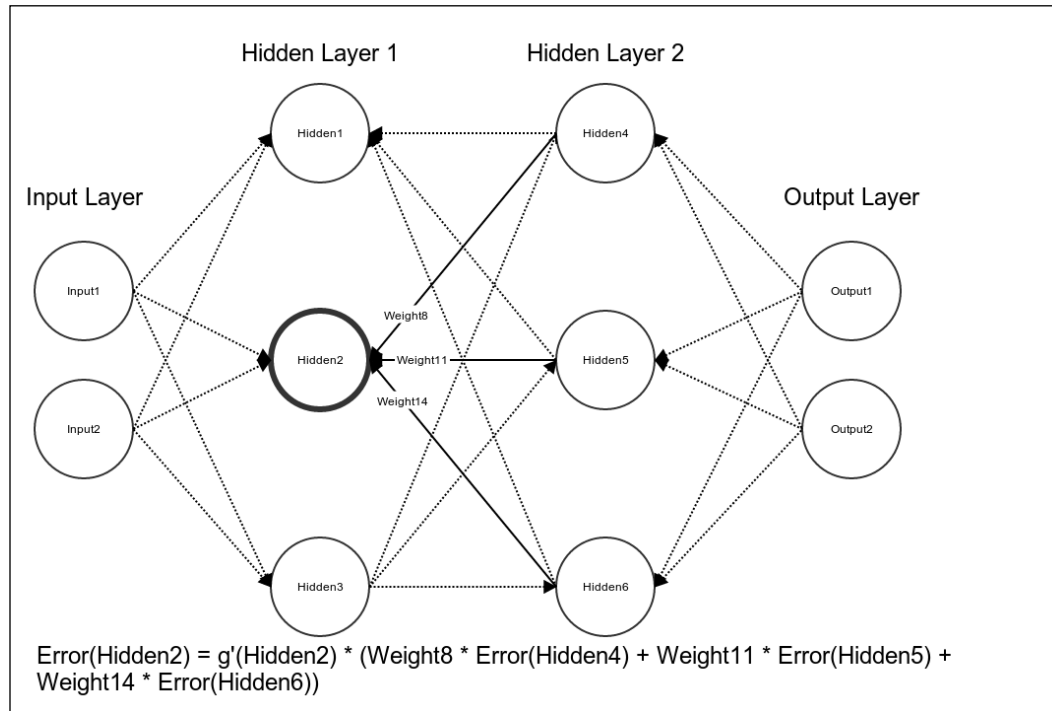 Hidden Layer 1
Hidden Layer 2
Hidden1
Hidden4
Input Layer
Output Layer
Input1
Output1
Weight8
Hidden2
Weight11
Hidden5
Weight14
Input2
Output2
Hidden3
Hidden6
Error(Hidden2) = g'(Hidden2) * (Weight8 * Error(Hidden4) + Weight11 * Error(Hidden5) +
Weight14 * Error(Hidden6))